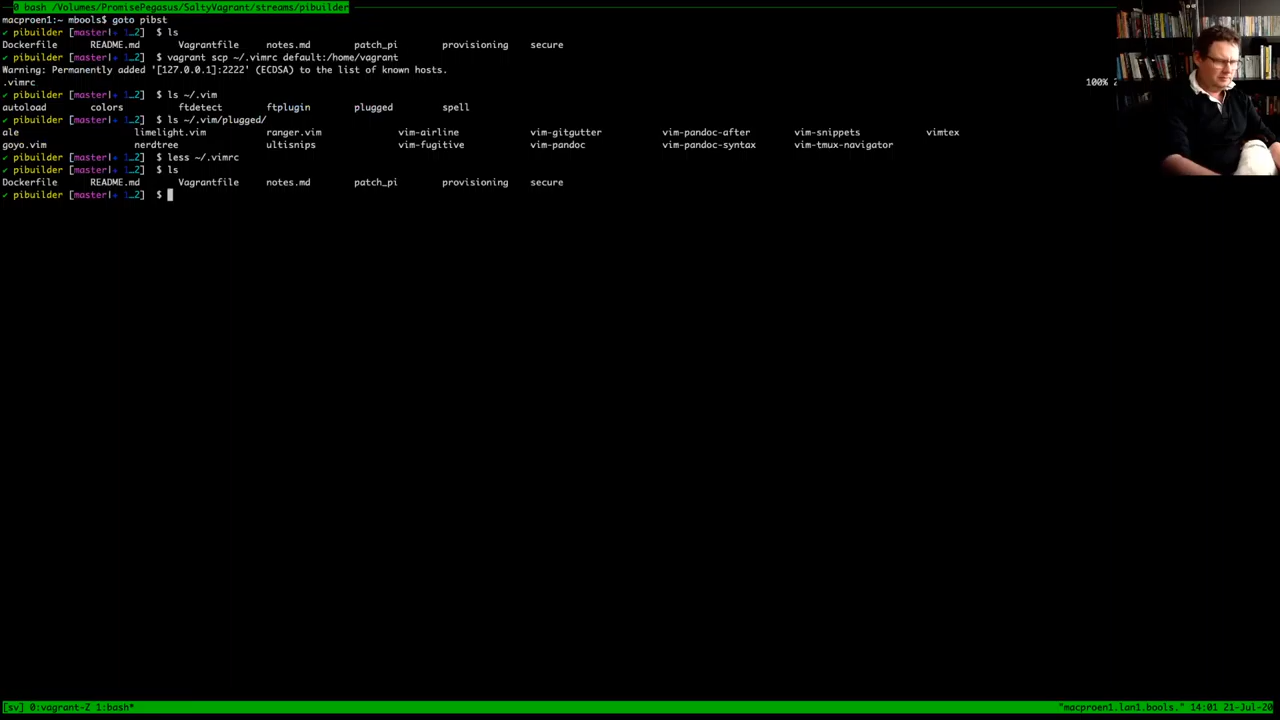 0 bash /Volumes/PromisePegasus/SaltyVagrant/streams/pibuilder
macproen1:~ mbools$ goto pibst
✔ pibuilder [master|✚ 1…2] $ ls
Dockerfile README.md Vagrantfile notes.md patch_pi provisioning secure
✔ pibuilder [master|✚ 1…2] $ vagrant scp ~/.vimrc default:/home/vagrant
Warning: Permanently added '[127.0.0.1]:2222' (ECDSA) to the list of known hosts.
.vimrc 100%
✔ pibuilder [master|✚ 1…2] $ ls ~/.vim
autoload colors ftdetect ftplugin plugged spell
✔ pibuilder [master|✚ 1…2] $ ls ~/.vim/plugged/
ale limelight.vim ranger.vim vim-airline vim-gitgutter vim-pandoc-after vim-snippets vimtex
goyo.vim nerdtree ultisnips vim-fugitive vim-pandoc vim-pandoc-syntax vim-tmux-navigator
✔ pibuilder [master|✚ 1…2] $ less ~/.vimrc
✔ pibuilder [master|✚ 1…2] $ ls
Dockerfile README.md Vagrantfile notes.md patch_pi provisioning secure
✔ pibuilder [master|✚ 1…2] $
[sv] 0:vagrant-Z 1:bash* "macproen1.lan1.bools." 14:01 21-Jul-20